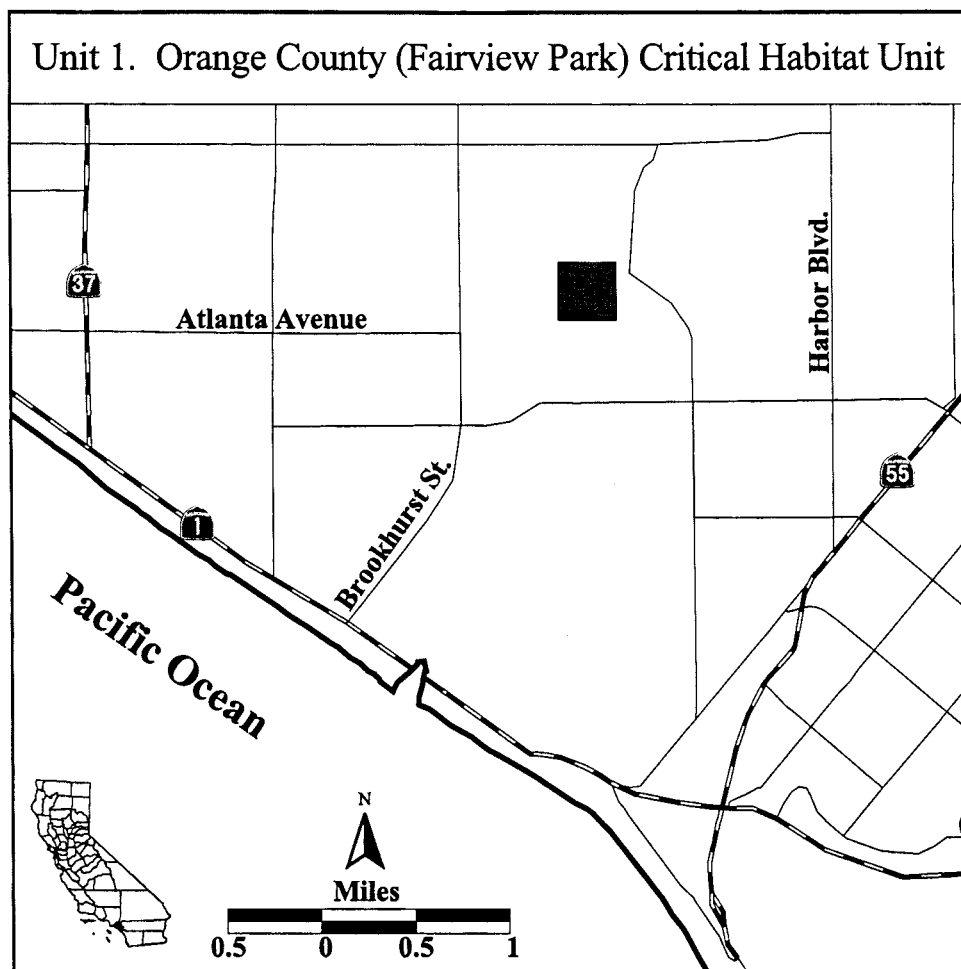 Unit 1. Orange County (Fairview Park) Critical Habitat Unit
37
Atlanta Avenue
Harbor Blvd.
55
Brookhurst St.
1
Pacific Ocean
N
Miles
0.5 0 0.5 1